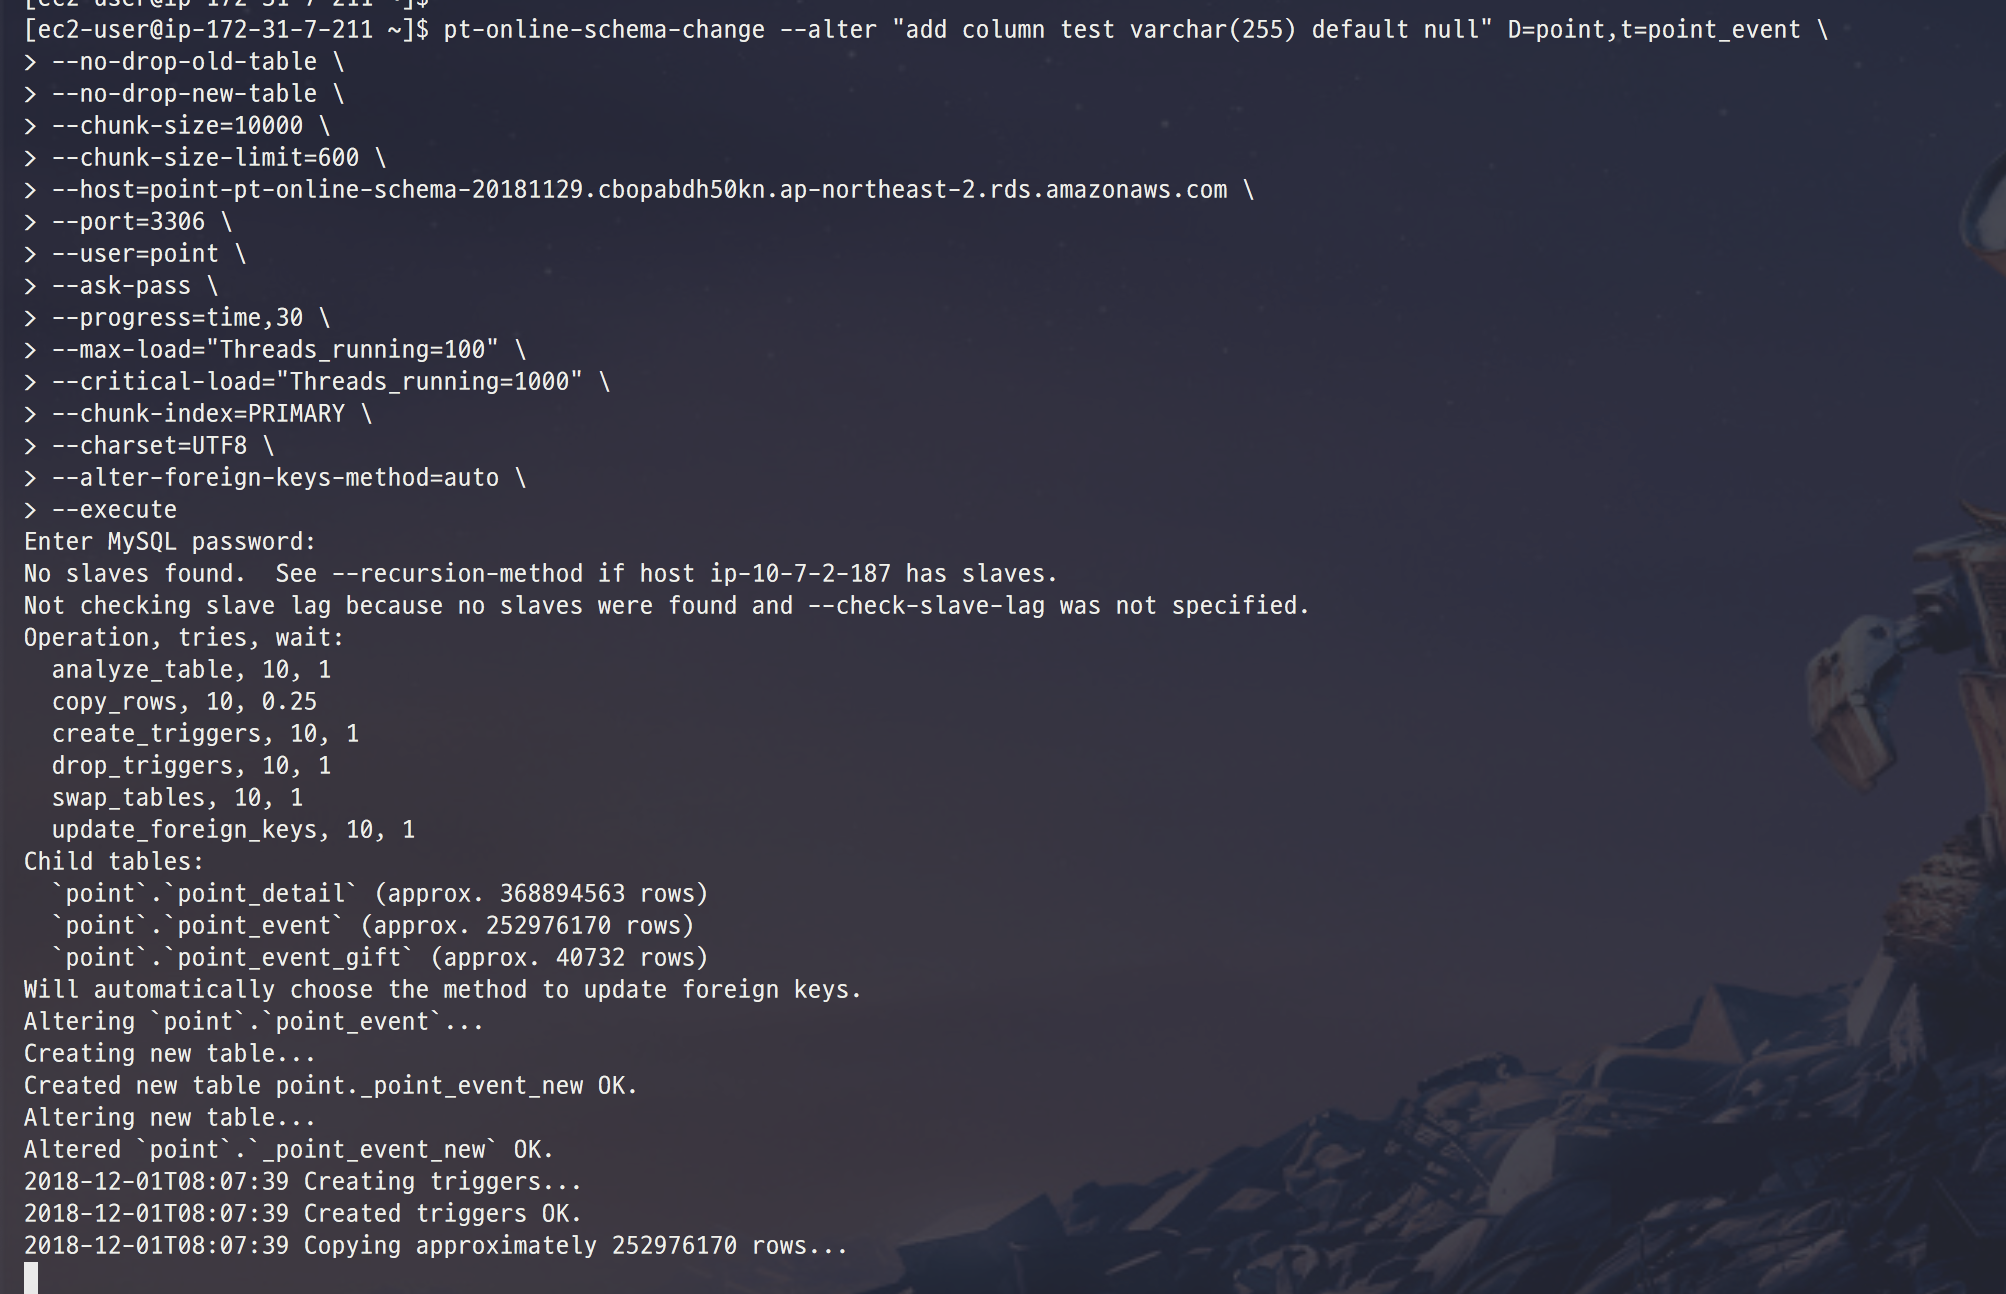 [ec2-user@ip-172-31-7-211 ~]$
[ec2-user@ip-172-31-7-211 ~]$ pt-online-schema-change --alter "add column test varchar(255) default null" D=point,t=point_event \
> --no-drop-old-table \
> --no-drop-new-table \
> --chunk-size=10000 \
> --chunk-size-limit=600 \
> --host=point-pt-online-schema-20181129.cbopabdh50kn.ap-northeast-2.rds.amazonaws.com \
> --port=3306 \
> --user=point \
> --ask-pass \
> --progress=time,30 \
> --max-load="Threads_running=100" \
> --critical-load="Threads_running=1000" \
> --chunk-index=PRIMARY \
> --charset=UTF8 \
> --alter-foreign-keys-method=auto \
> --execute
Enter MySQL password:
No slaves found.  See --recursion-method if host ip-10-7-2-187 has slaves.
Not checking slave lag because no slaves were found and --check-slave-lag was not specified.
Operation, tries, wait:
  analyze_table, 10, 1
  copy_rows, 10, 0.25
  create_triggers, 10, 1
  drop_triggers, 10, 1
  swap_tables, 10, 1
  update_foreign_keys, 10, 1
Child tables:
  `point`.`point_detail` (approx. 368894563 rows)
  `point`.`point_event` (approx. 252976170 rows)
  `point`.`point_event_gift` (approx. 40732 rows)
Will automatically choose the method to update foreign keys.
Altering `point`.`point_event`...
Creating new table...
Created new table point._point_event_new OK.
Altering new table...
Altered `point`.`_point_event_new` OK.
2018-12-01T08:07:39 Creating triggers...
2018-12-01T08:07:39 Created triggers OK.
2018-12-01T08:07:39 Copying approximately 252976170 rows...